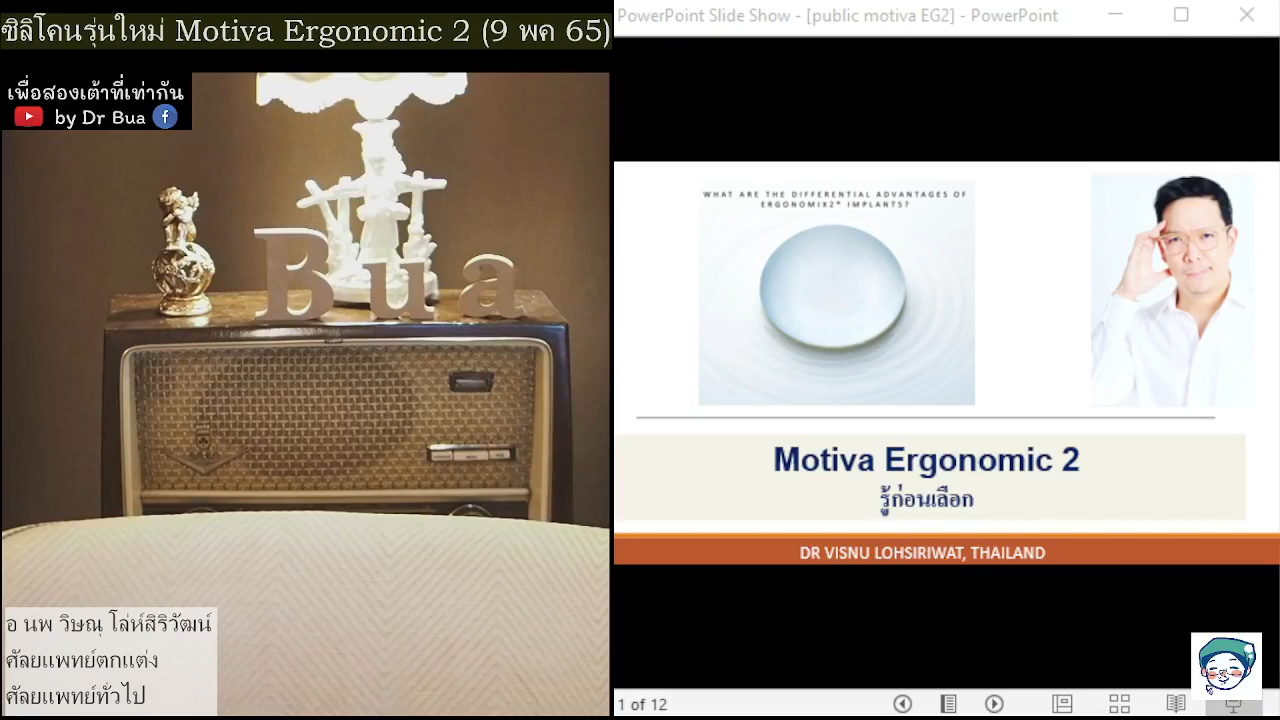 ซิลิโคนรุ่นใหม่ Motiva Ergonomic 2 (9 พค 65)
เพื่อสองเต้าที่เท่ากัน
by Dr Bua
Bua
อ นพ วิษณุ โล่ห์สิริวัฒน์
ศัลยแพทย์ตกแต่ง
ศัลยแพทย์ทั่วไป
PowerPoint Slide Show - [public motiva EG2] - PowerPoint
WHAT ARE THE DIFFERENTIAL ADVANTAGES OF
ERGONOMIX2® IMPLANTS?
Motiva Ergonomic 2
รู้ก่อนเลือก
DR VISNU LOHSIRIWAT, THAILAND
1 of 12